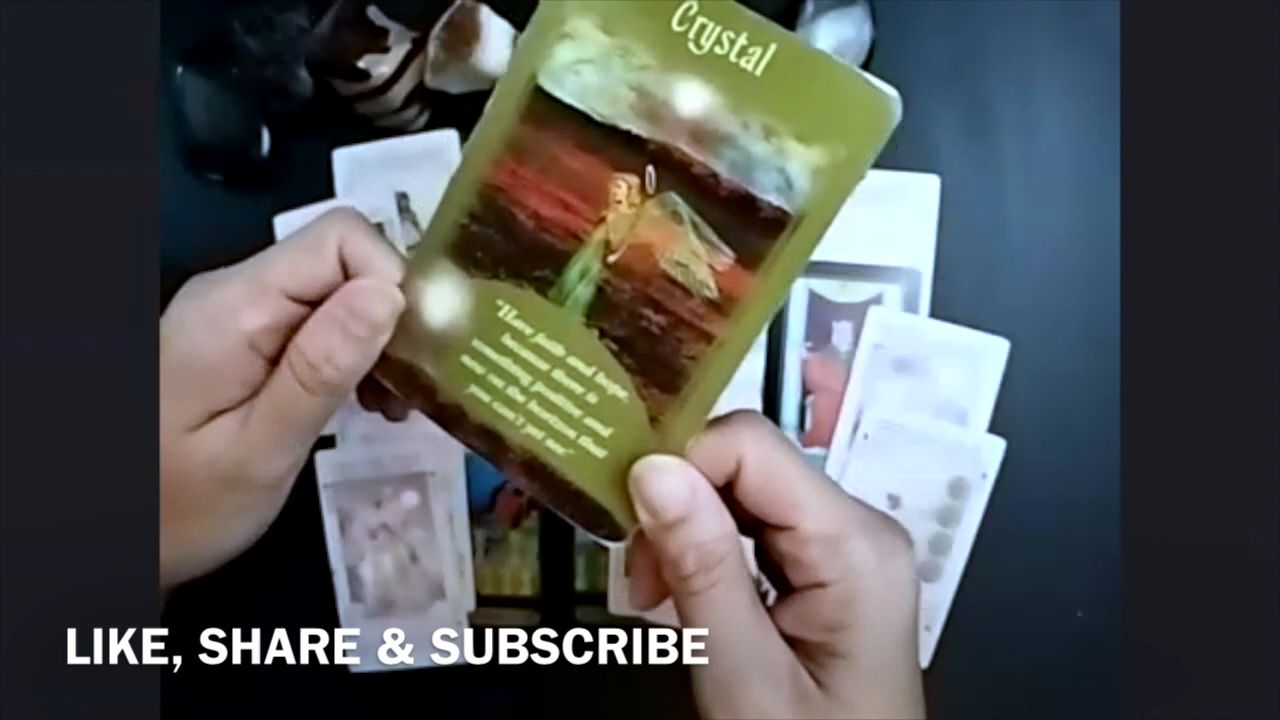 Crystal
"Have faith and hope,
because there is
something positive and
new on the horizon that
you can't yet see"
LIKE, SHARE & SUBSCRIBE